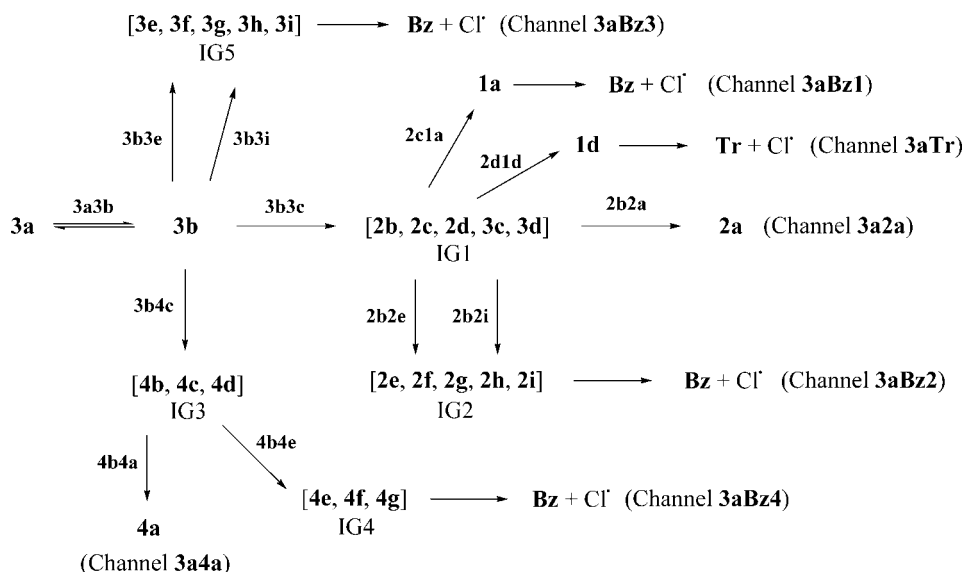 [3e, 3f, 3g, 3h, 3i] Bz + Cl· (Channel 3aBz3)
IG5
1a Bz + Cl· (Channel 3aBz1)
3b3e 3b3i 2c1a
2d1d 1d Tr + Cl· (Channel 3aTr)
3a 3a3b 3b 3b3c [2b, 2c, 2d, 3c, 3d] 2b2a 2a (Channel 3a2a)
IG1
3b4c 2b2e 2b2i
[4b, 4c, 4d] [2e, 2f, 2g, 2h, 2i] Bz + Cl· (Channel 3aBz2)
IG3 IG2
4b4a 4b4e
[4e, 4f, 4g] Bz + Cl· (Channel 3aBz4)
4a IG4
(Channel 3a4a)